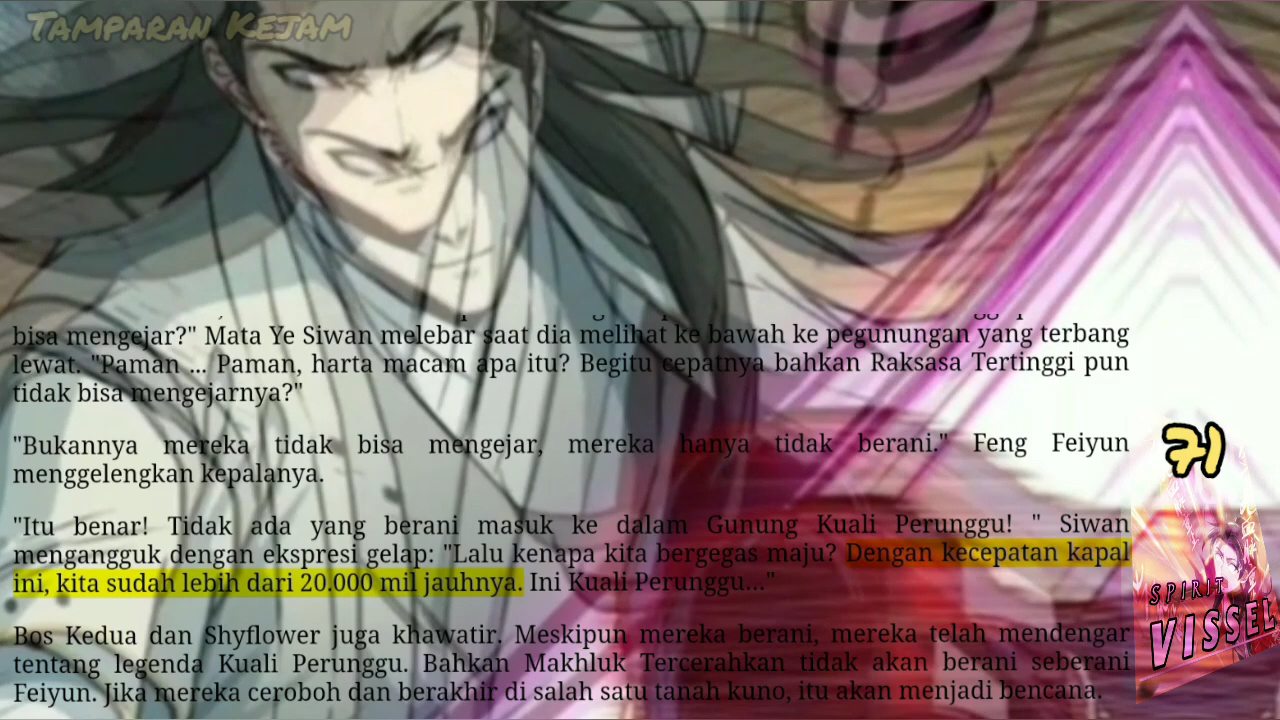 Tamparan Kejam
bisa mengejar?" Mata Ye Siwan melebar saat dia melihat ke bawah ke pegunungan yang terbang
lewat. "Paman ... Paman, harta macam apa itu? Begitu cepatnya bahkan Raksasa Tertinggi pun
tidak bisa mengejarnya?"
"Bukannya mereka tidak bisa mengejar, mereka hanya tidak berani." Feng Feiyun
menggelengkan kepalanya.
"Itu benar! Tidak ada yang berani masuk ke dalam Gunung Kuali Perunggu! " Siwan
mengangguk dengan ekspresi gelap: "Lalu kenapa kita bergegas maju? Dengan kecepatan kapal
ini, kita sudah lebih dari 20.000 mil jauhnya. Ini Kuali Perunggu..."
Bos Kedua dan Shyflower juga khawatir. Meskipun mereka berani, mereka telah mendengar
tentang legenda Kuali Perunggu. Bahkan Makhluk Tercerahkan tidak akan berani seberani
Feiyun. Jika mereka ceroboh dan berakhir di salah satu tanah kuno, itu akan menjadi bencana.
71
SPIRIT
VISSEL